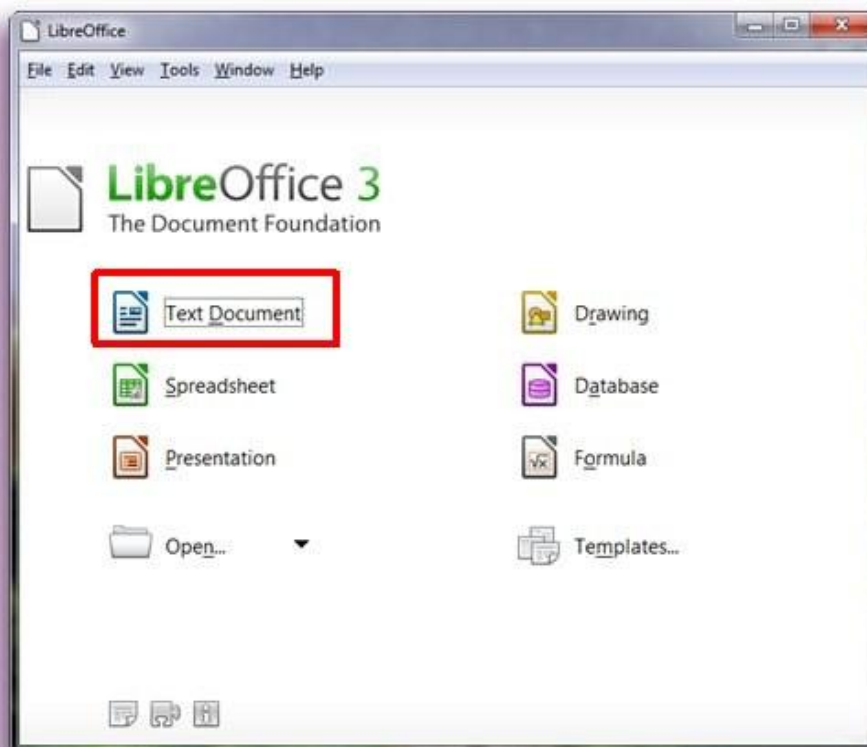 LibreOffice
File Edit View Tools Window Help
LibreOffice 3
The Document Foundation
Text Document
Drawing
Spreadsheet
Database
Presentation
Formula
Open...
Templates...